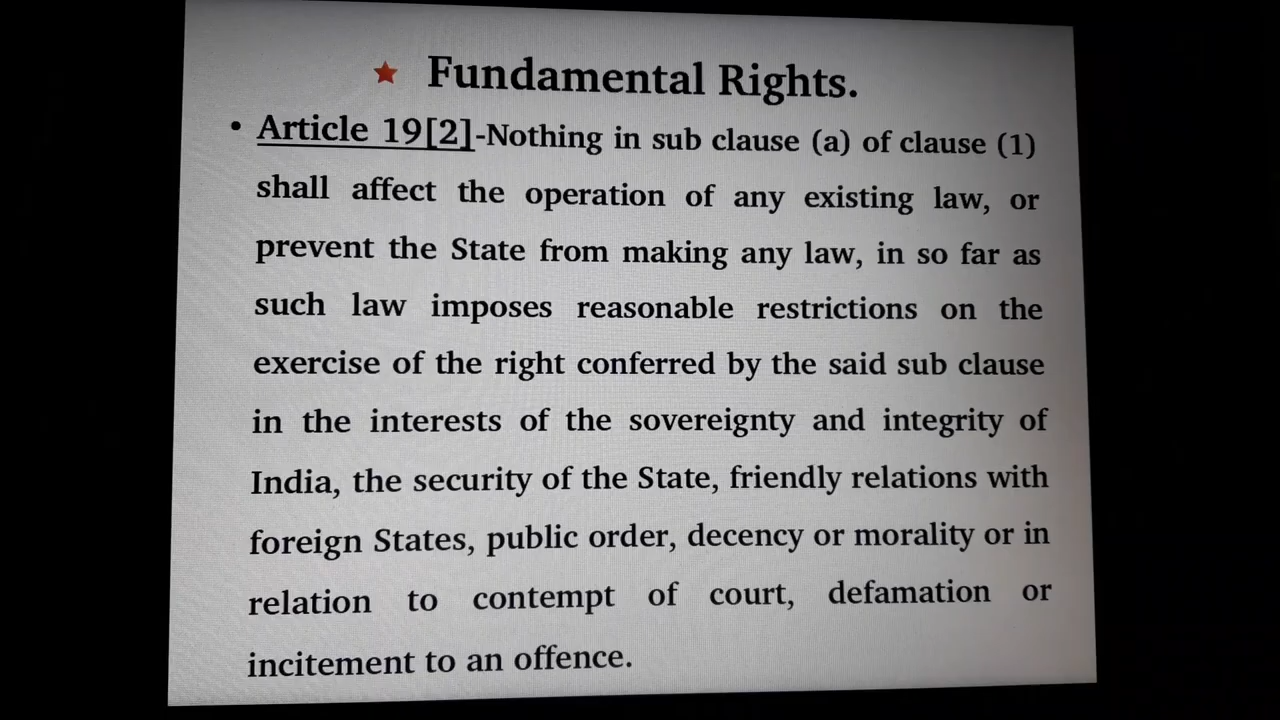 Fundamental Rights.
• Article 19[2]-Nothing in sub clause (a) of clause (1)
shall affect the operation of any existing law, or
prevent the State from making any law, in so far as
such law imposes reasonable restrictions on the
exercise of the right conferred by the said sub clause
in the interests of the sovereignty and integrity of
India, the security of the State, friendly relations with
foreign States, public order, decency or morality or in
relation to contempt of court, defamation or
incitement to an offence.